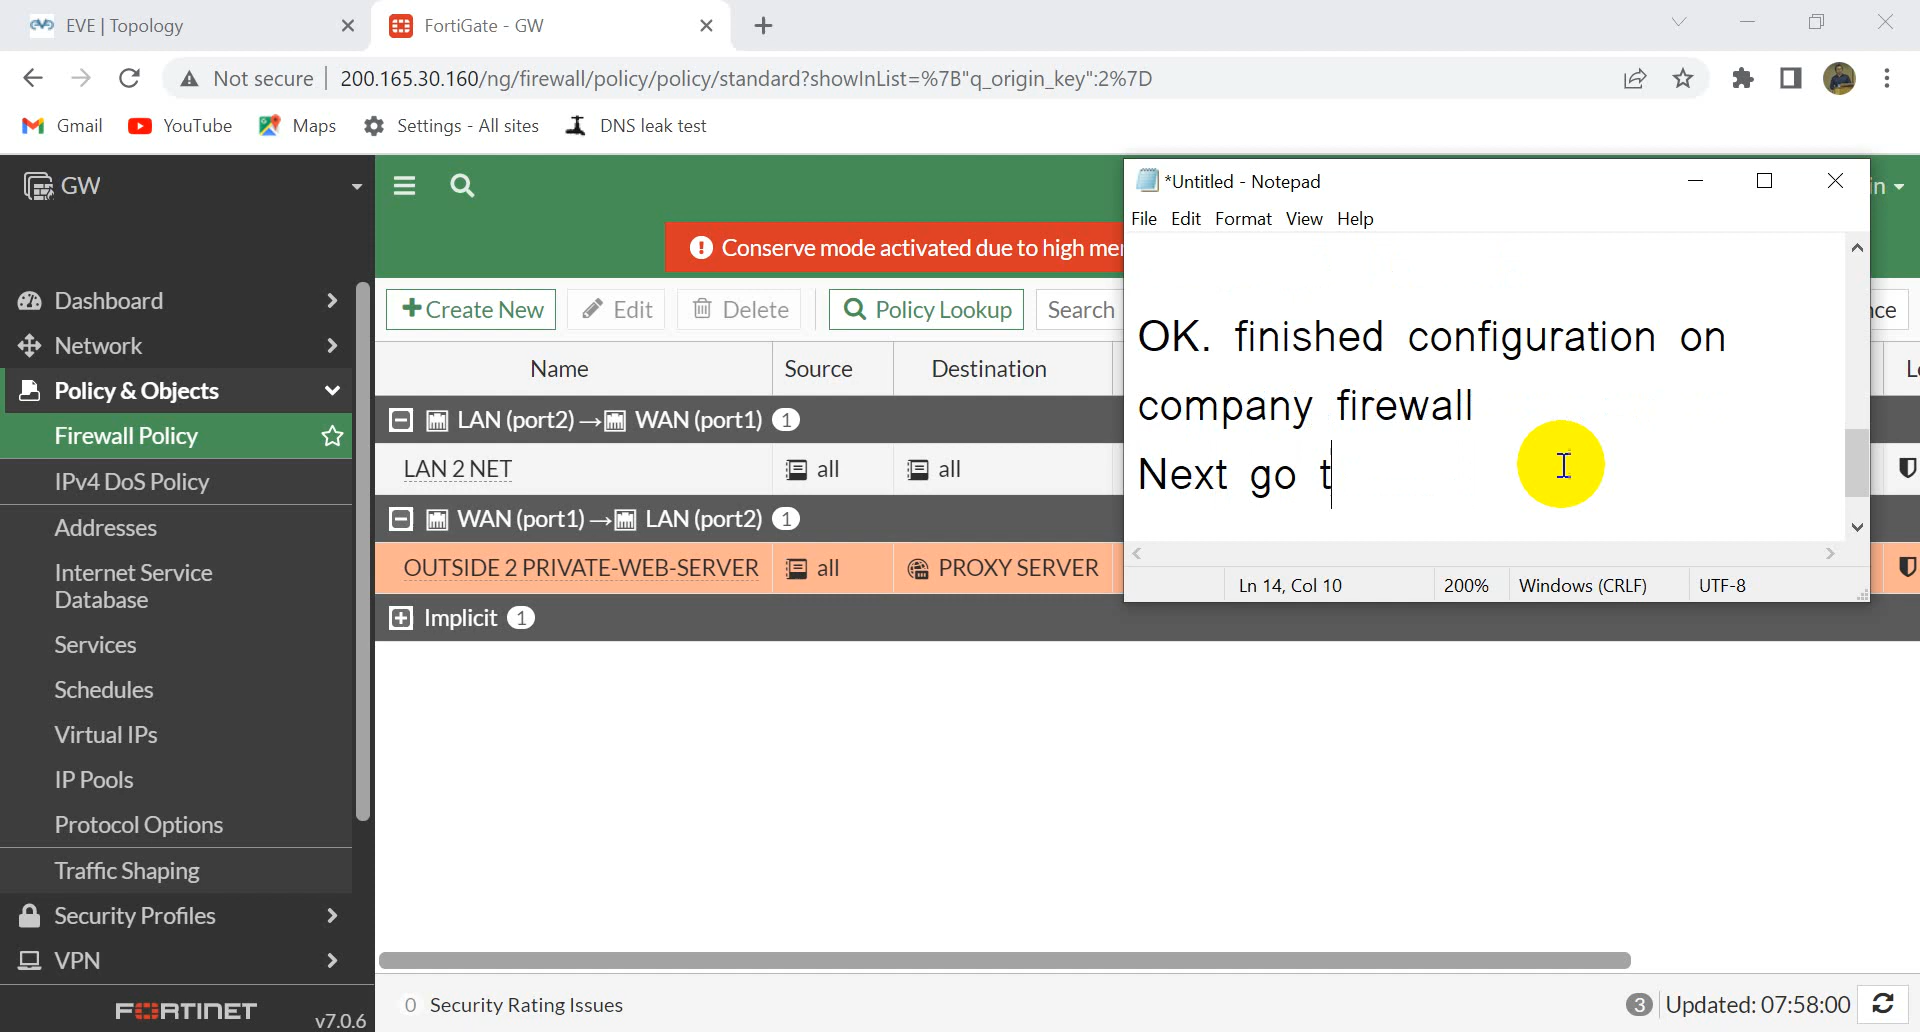 EVE | Topology
FortiGate - GW
Not secure
200.165.30.160/ng/firewall/policy/policy/standard?showInList=%7B"q_origin_key":2%7D
Gmail
YouTube
Maps
Settings - All sites
DNS leak test
GW
*Untitled - Notepad
File Edit Format View Help
Conserve mode activated due to high
Dashboard
Network
Policy & Objects
Firewall Policy
IPv4 DoS Policy
Addresses
Internet Service
Database
Services
Schedules
Virtual IPs
IP Pools
Protocol Options
Traffic Shaping
Security Profiles
VPN
FORTINET
v7.0.6
Create New
Edit
Delete
Policy Lookup
Search
Name
Source
Destination
LAN (port2) → WAN (port1) 1
LAN 2 NET
all
all
WAN (port1) → LAN (port2) 1
OUTSIDE 2 PRIVATE-WEB-SERVER
all
PROXY SERVER
Implicit 1
OK. finished configuration on
company firewall
Next go t
Ln 14, Col 10
200%
Windows (CRLF)
UTF-8
0 Security Rating Issues
3
Updated: 07:58:00